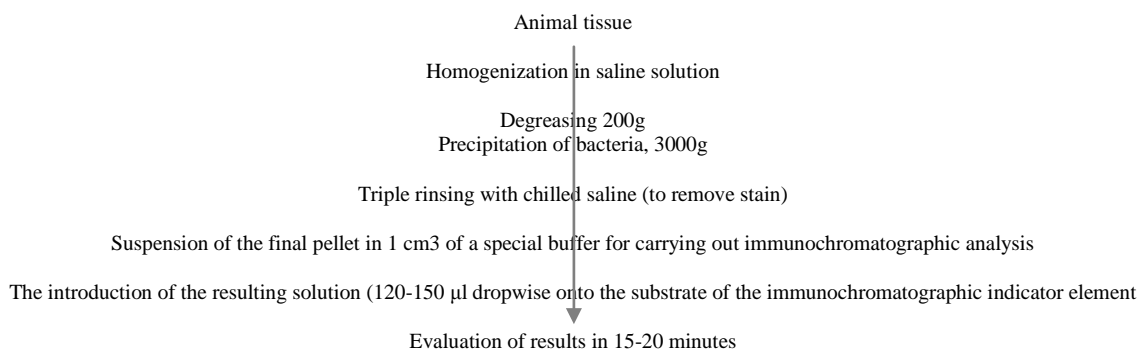 Animal tissue
Homogenization in saline solution
Degreasing 200g
Precipitation of bacteria, 3000g
Triple rinsing with chilled saline (to remove stain)
Suspension of the final pellet in 1 cm3 of a special buffer for carrying out immunochromatographic analysis
The introduction of the resulting solution (120-150 μl dropwise onto the substrate of the immunochromatographic indicator element
Evaluation of results in 15-20 minutes